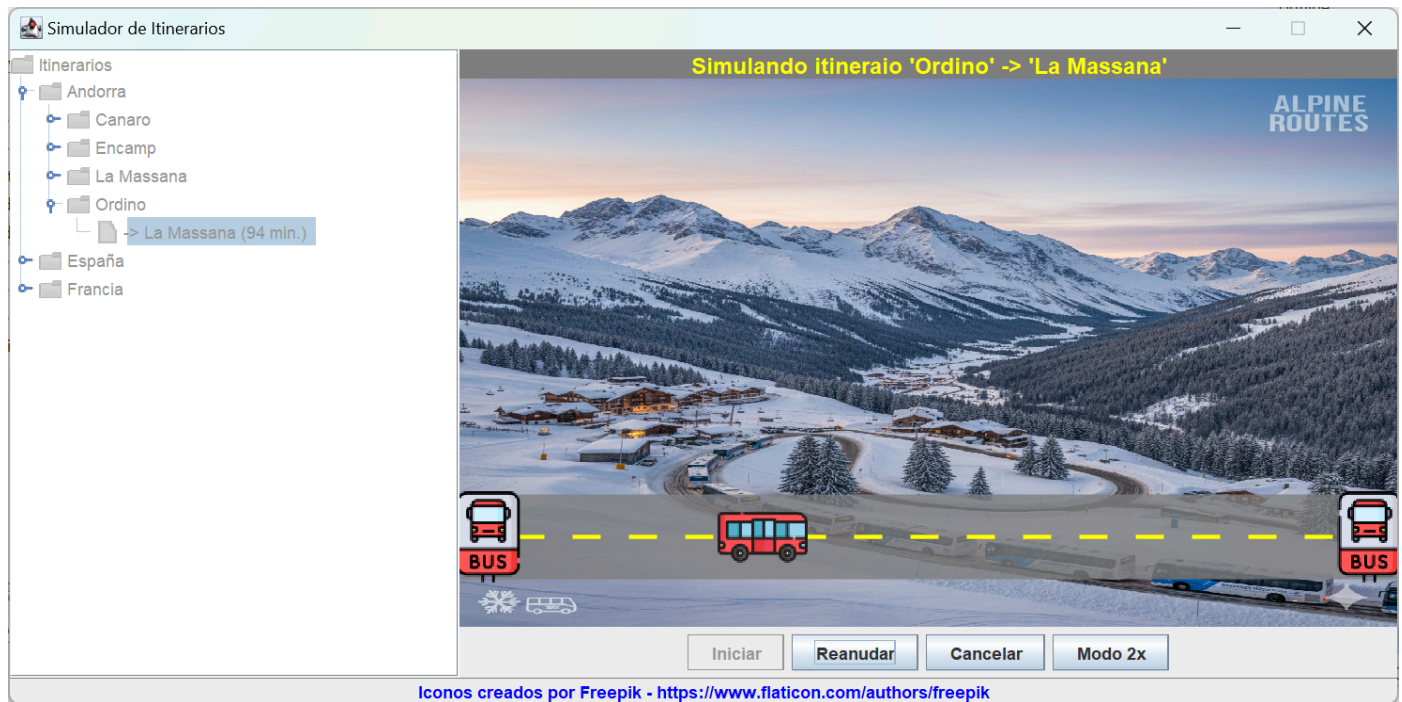 Simulador de Itinerarios
Itinerarios
Andorra
Canaro
Encamp
La Massana
Ordino
-> La Massana (94 min.)
España
Francia
Simulando itineraio 'Ordino' -> 'La Massana'
ALPINE
ROUTES
BUS
BUS
Iniciar
Reanudar
Cancelar
Modo 2x
Iconos creados por Freepik - https://www.flaticon.com/authors/freepik